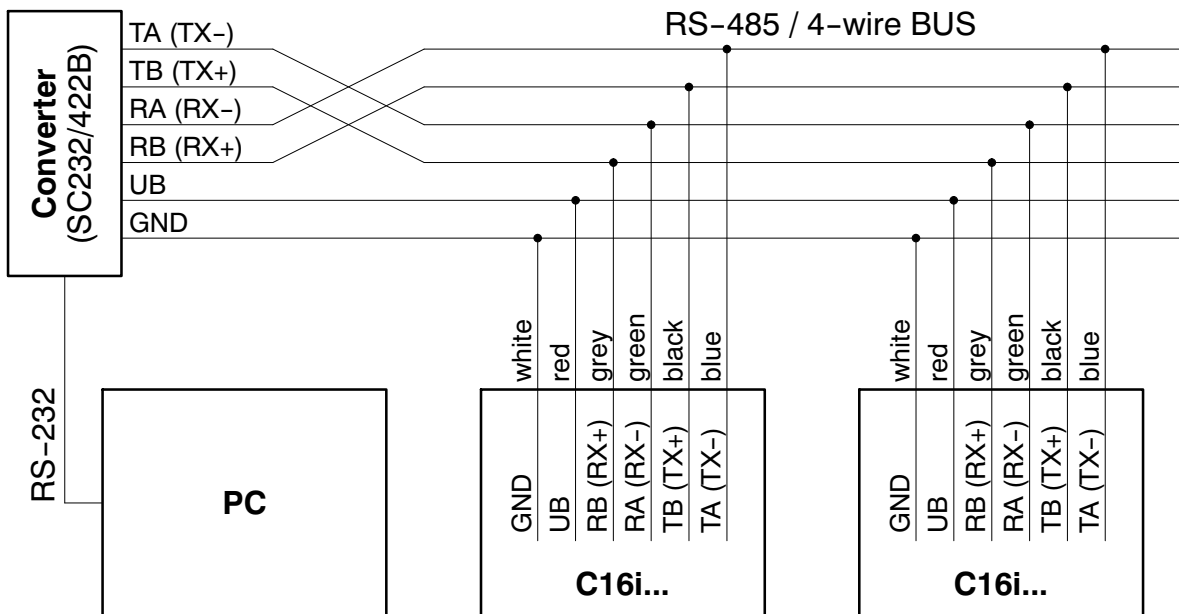 RS-485 / 4-wire BUS
Converter
(SC232/422B)
TA (TX-)
TB (TX+)
RA (RX-)
RB (RX+)
UB
GND
RS-232
PC
white
red
grey
green
black
blue
GND
UB
RB (RX+)
RA (RX-)
TB (TX+)
TA (TX-)
C16i...
white
red
grey
green
black
blue
GND
UB
RB (RX+)
RA (RX-)
TB (TX+)
TA (TX-)
C16i...